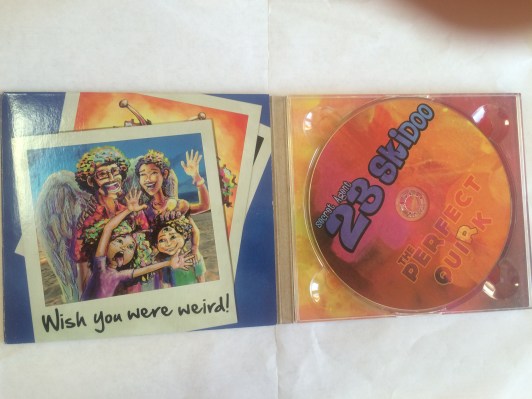 Wish you were weird!
Secret Agent
23 Skidoo
THE
PERFECT
QUIRK